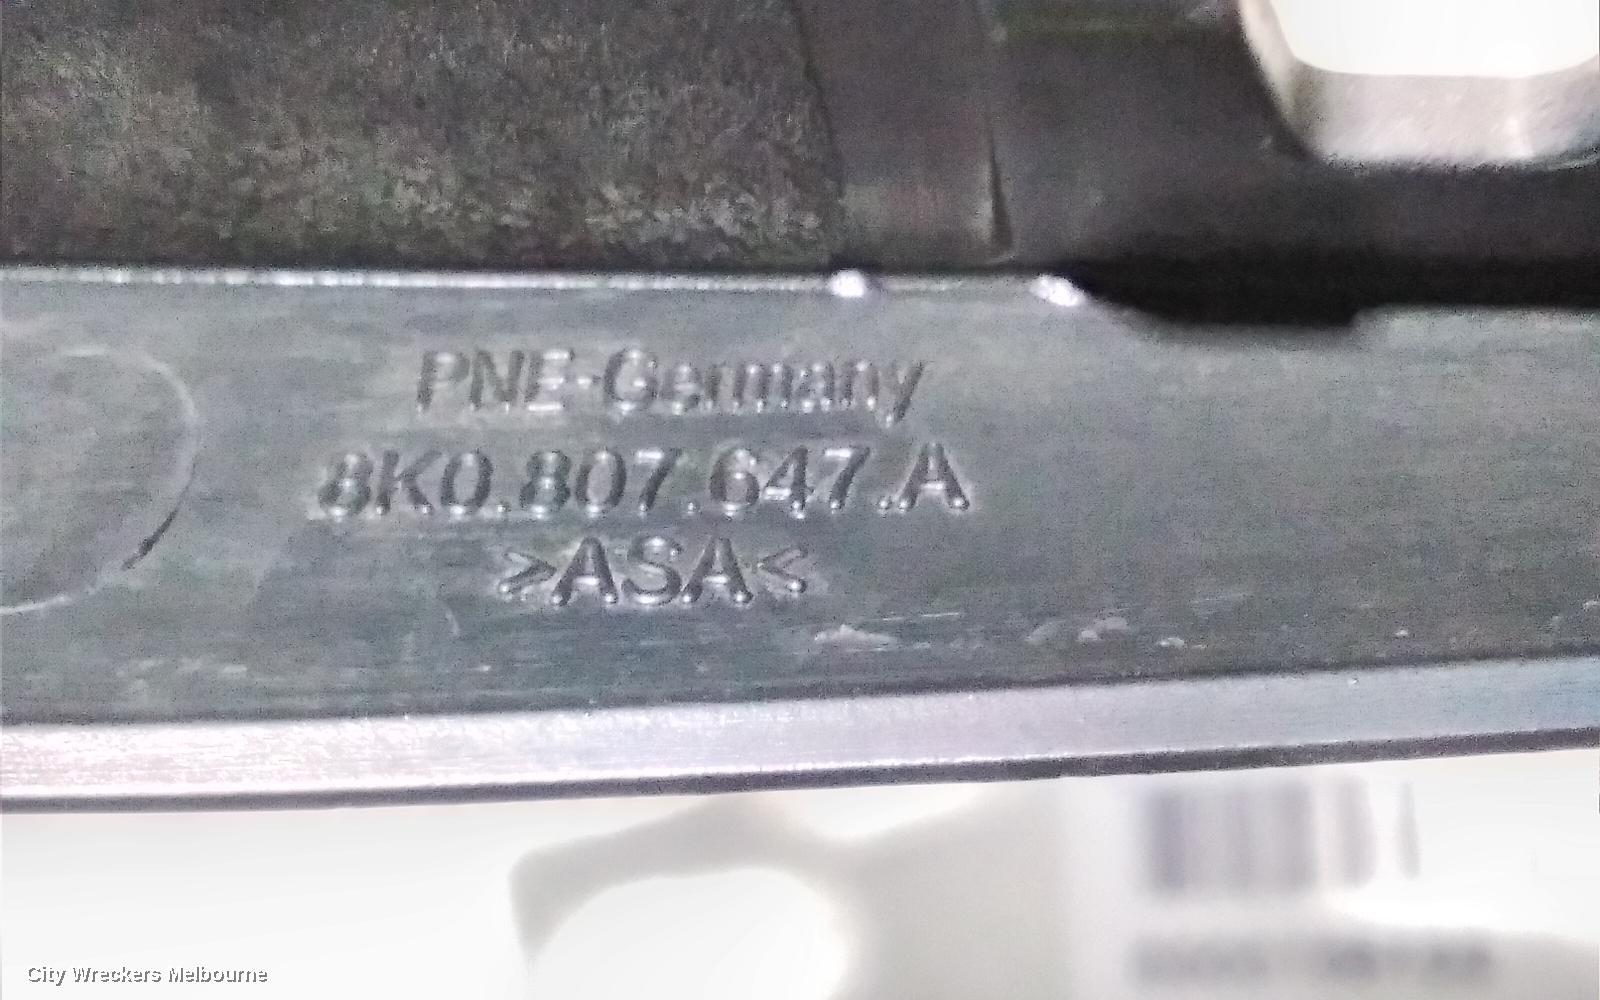 PNE-Germany
8K0.807.647.A
>ASA<
City Wreckers Melbourne